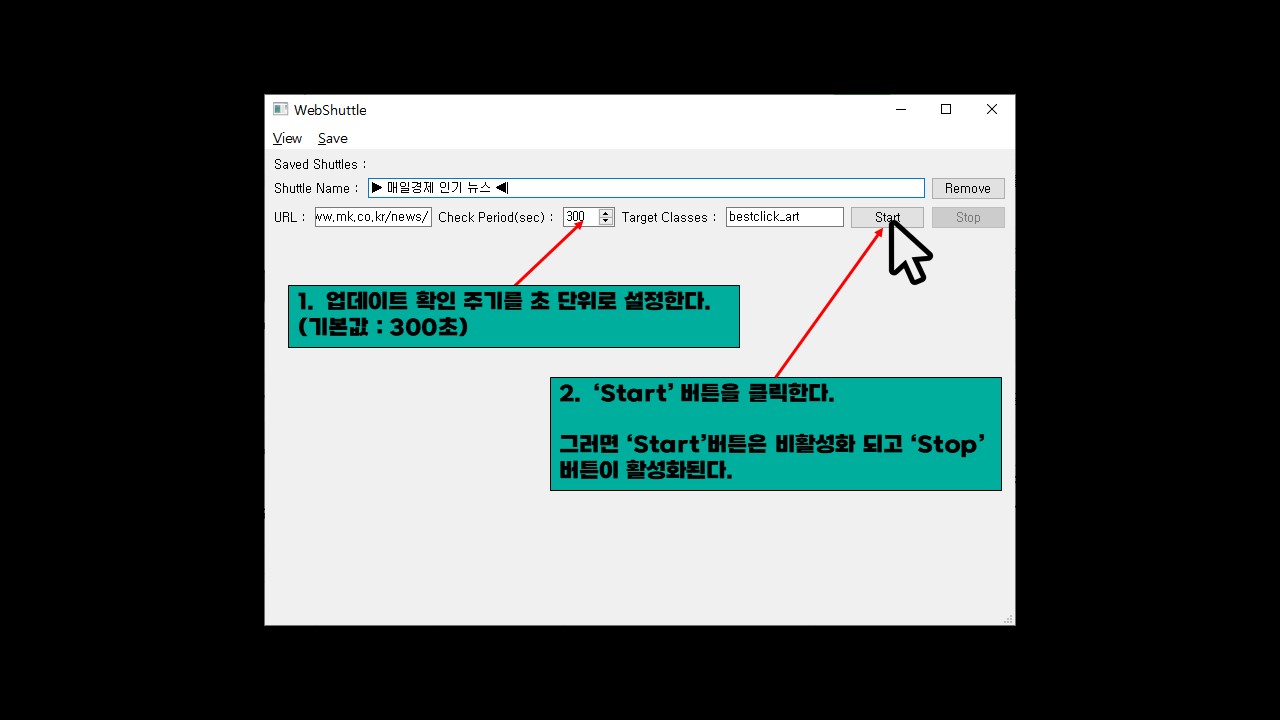 WebShuttle
View Save
Saved Shuttles :
Shuttle Name : ▶ 매일경제 인기 뉴스 ◀ Remove
URL : ww.mk.co.kr/news/ Check Period(sec) : 300 Target Classes : bestclick_art Start Stop
1. 업데이트 확인 주기를 초 단위로 설정한다.
(기본값 : 300초)
2. ‘Start’ 버튼을 클릭한다.
그러면 ‘Start’버튼은 비활성화 되고 ‘Stop’
버튼이 활성화된다.